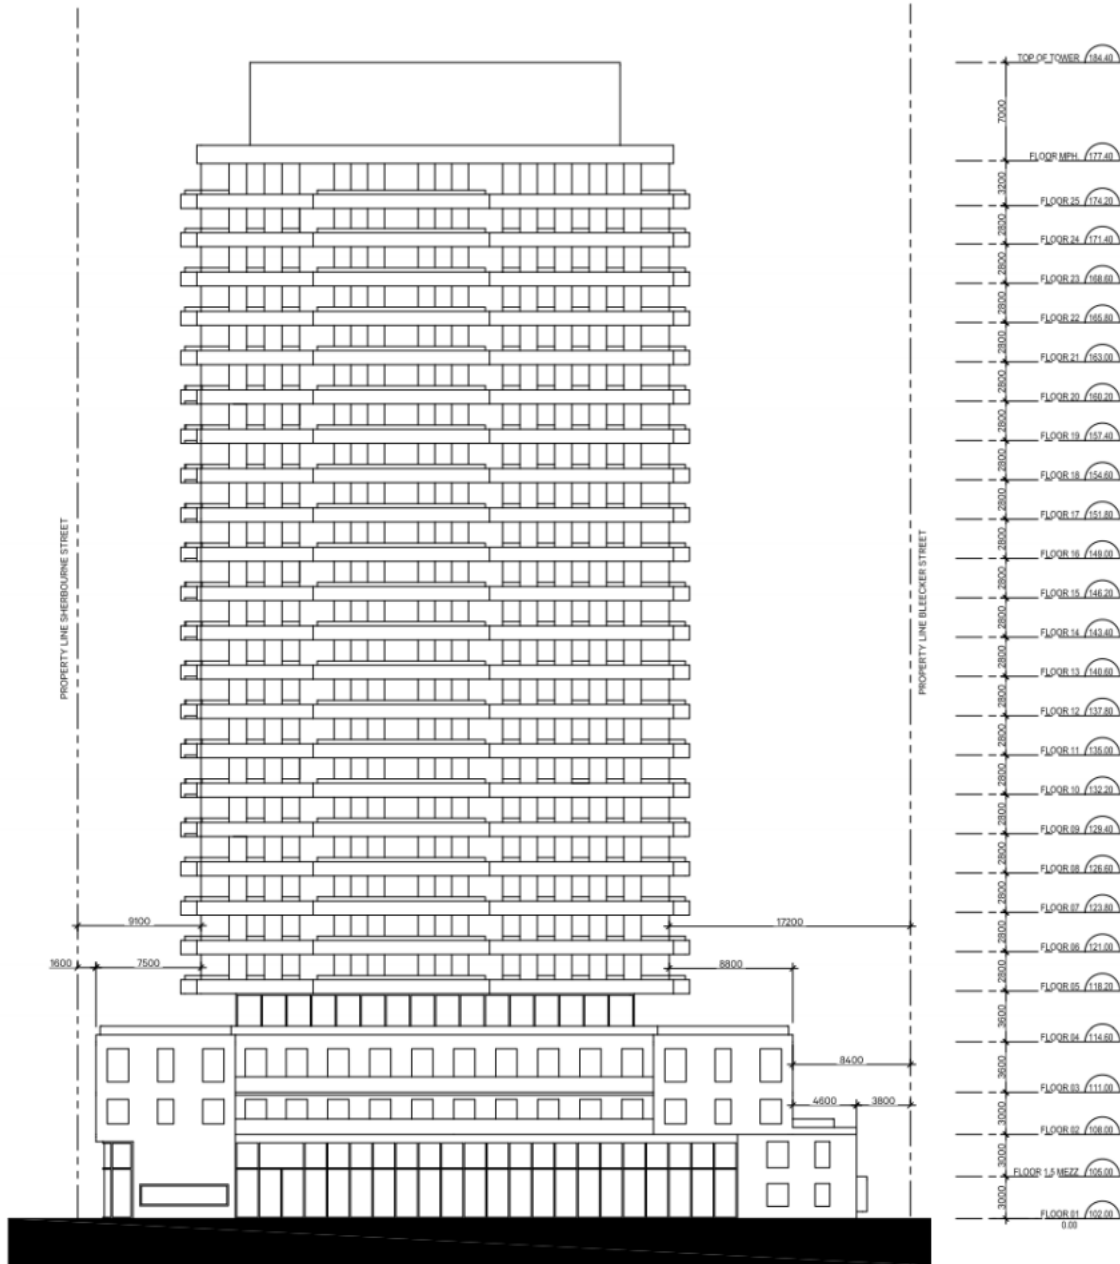 TOP OF TOWER 184.40
7000
FLOOR MPH. 177.40
3200
FLOOR 25 174.20
2800
FLOOR 24 171.40
2800
FLOOR 23 168.60
2800
FLOOR 22 165.80
2800
FLOOR 21 163.00
2800
FLOOR 20 160.20
2800
FLOOR 19 157.40
2800
FLOOR 18 154.60
2800
FLOOR 17 151.80
2800
FLOOR 16 149.00
2800
FLOOR 15 146.20
2800
FLOOR 14 143.40
2800
FLOOR 13 140.60
2800
FLOOR 12 137.80
2800
FLOOR 11 135.00
2800
FLOOR 10 132.20
2800
FLOOR 09 129.40
2800
FLOOR 08 126.60
2800
FLOOR 07 123.80
2800
FLOOR 06 121.00
2800
FLOOR 05 118.20
3600
FLOOR 04 114.60
3600
FLOOR 03 111.00
3000
FLOOR 02 108.00
3000
FLOOR 1.5 MEZZ 105.00
3000
FLOOR 01 102.00
0.00
PROPERTY LINE SHERBOURNE STREET
PROPERTY LINE BLEECKER STREET
9100
17200
1600
7500
8800
8400
4600
3800